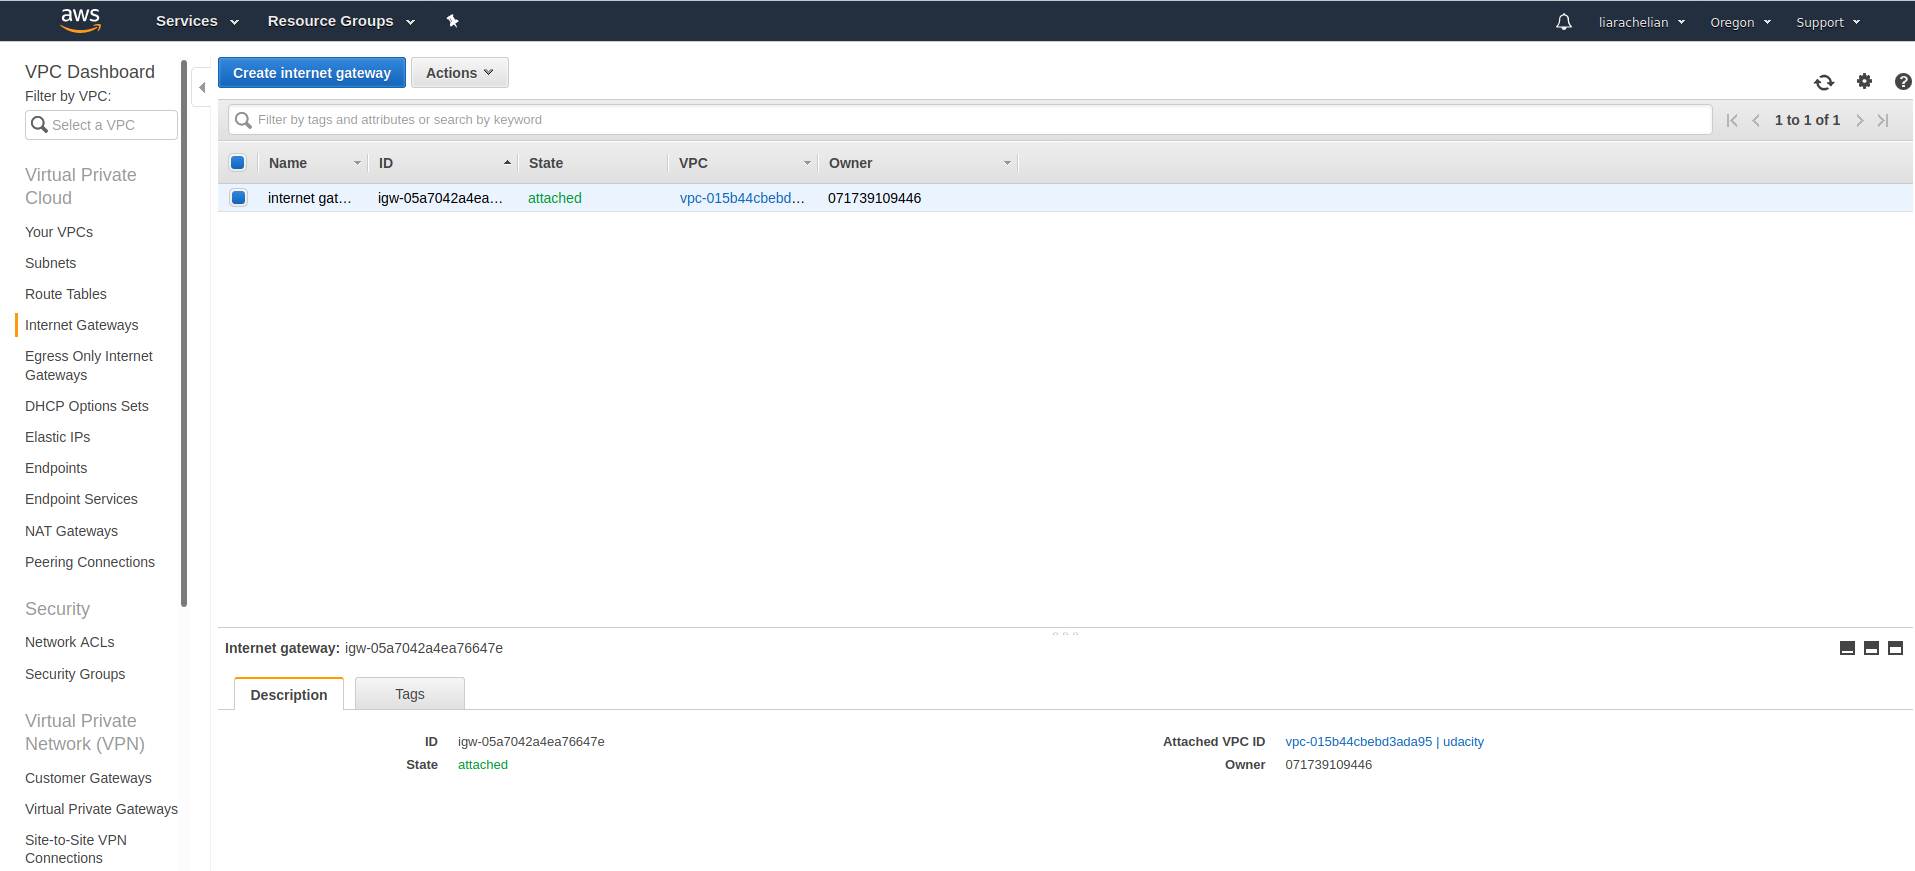 aws Services Resource Groups liarachelian Oregon Support
VPC Dashboard
Filter by VPC:
Select a VPC
Virtual Private
Cloud
Your VPCs
Subnets
Route Tables
Internet Gateways
Egress Only Internet
Gateways
DHCP Options Sets
Elastic IPs
Endpoints
Endpoint Services
NAT Gateways
Peering Connections
Security
Network ACLs
Security Groups
Virtual Private
Network (VPN)
Customer Gateways
Virtual Private Gateways
Site-to-Site VPN
Connections
Create internet gateway Actions
Filter by tags and attributes or search by keyword 1 to 1 of 1
Name ID State VPC Owner
internet gat... igw-05a7042a4ea... attached vpc-015b44cbebd... 071739109446
Internet gateway: igw-05a7042a4ea76647e
Description Tags
ID igw-05a7042a4ea76647e Attached VPC ID vpc-015b44cbebd3ada95 | udacity
State attached Owner 071739109446